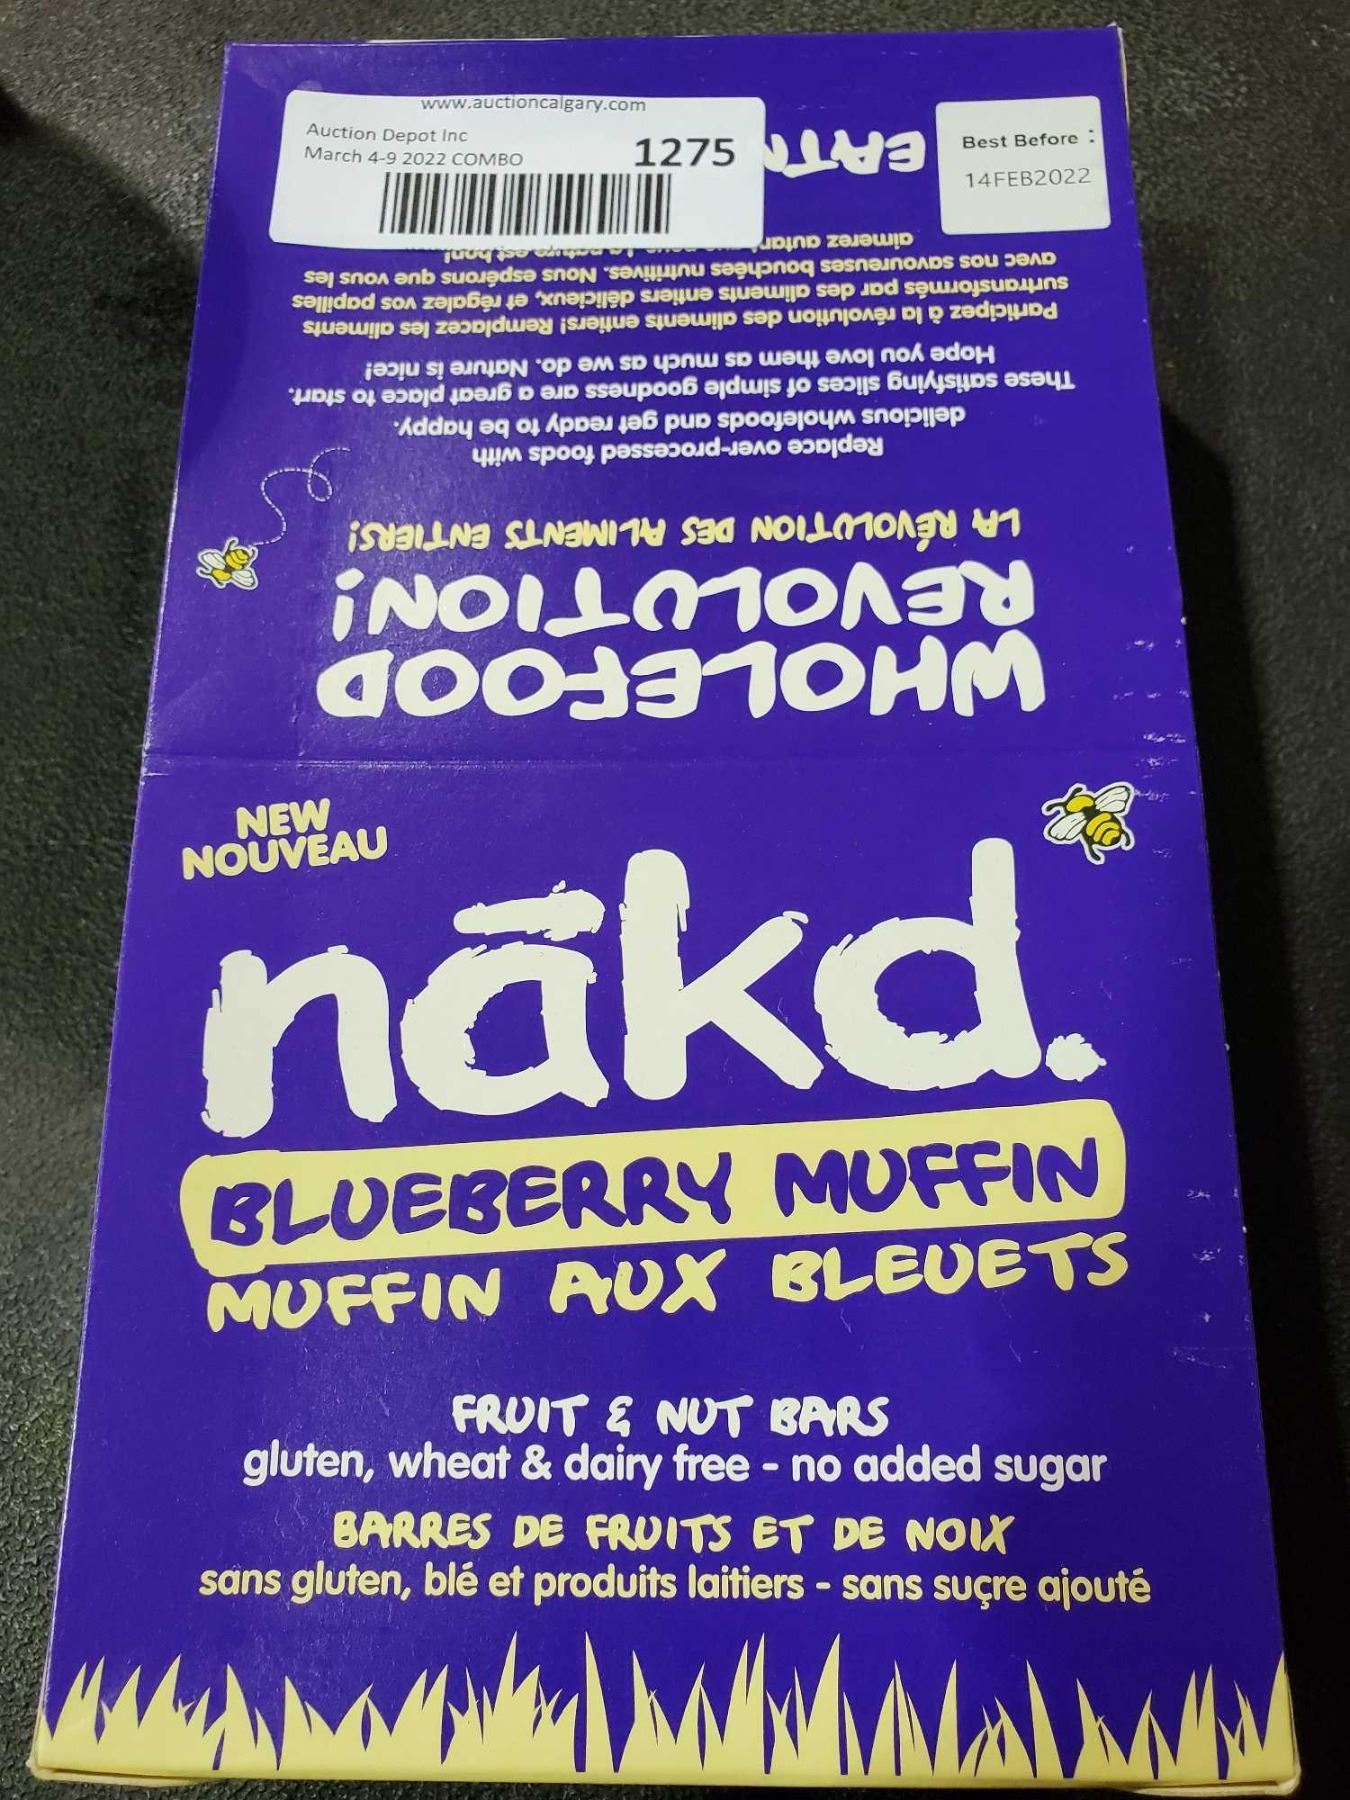 www.auctioncalgary.com
Auction Depot Inc
March 4-9 2022 COMBO
1275
Best Before :
14FEB2022
WHOLEFOOD
REVOLUTION!
LA RÉVOLUTION DES ALIMENTS ENTIERS!
Replace over-processed foods with
delicious wholefoods and get ready to be happy.
These satisfying slices of simple goodness are a great place to start.
Hope you love them as much as we do. Nature is nice!
Participez à la révolution des aliments entiers! Remplacez les aliments
surtransformés par des aliments entiers délicieux, et régalez vos papilles
avec nos savoureuses bouchées nutritives. Nous espérons que vous les
aimerez autant
NEW
NOUVEAU
nākd.
BLUEBERRY MUFFIN
MUFFIN AUX BLEUETS
FRUIT & NUT BARS
gluten, wheat & dairy free - no added sugar
BARRES DE FRUITS ET DE NOIX
sans gluten, blé et produits laitiers - sans suçre ajouté